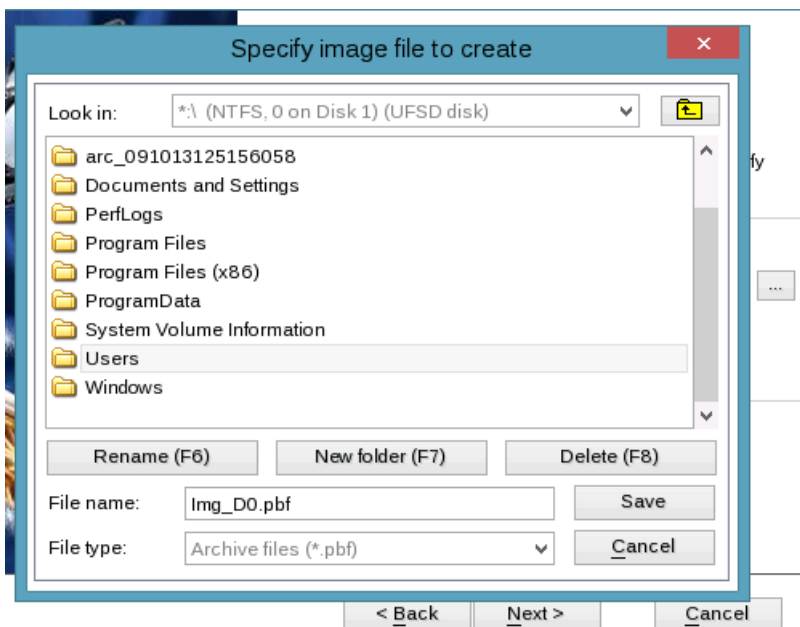 Specify image file to create
×
Look in:
*:\ (NTFS, 0 on Disk 1) (UFSD disk)
arc_091013125156058
fy
Documents and Settings
PerfLogs
Program Files
Program Files (x86)
...
ProgramData
System Volume Information
Users
Windows
Rename (F6) New folder (F7) Delete (F8)
File name: Img_D0.pbf Save
File type: Archive files (*.pbf) Cancel
< Back Next > Cancel